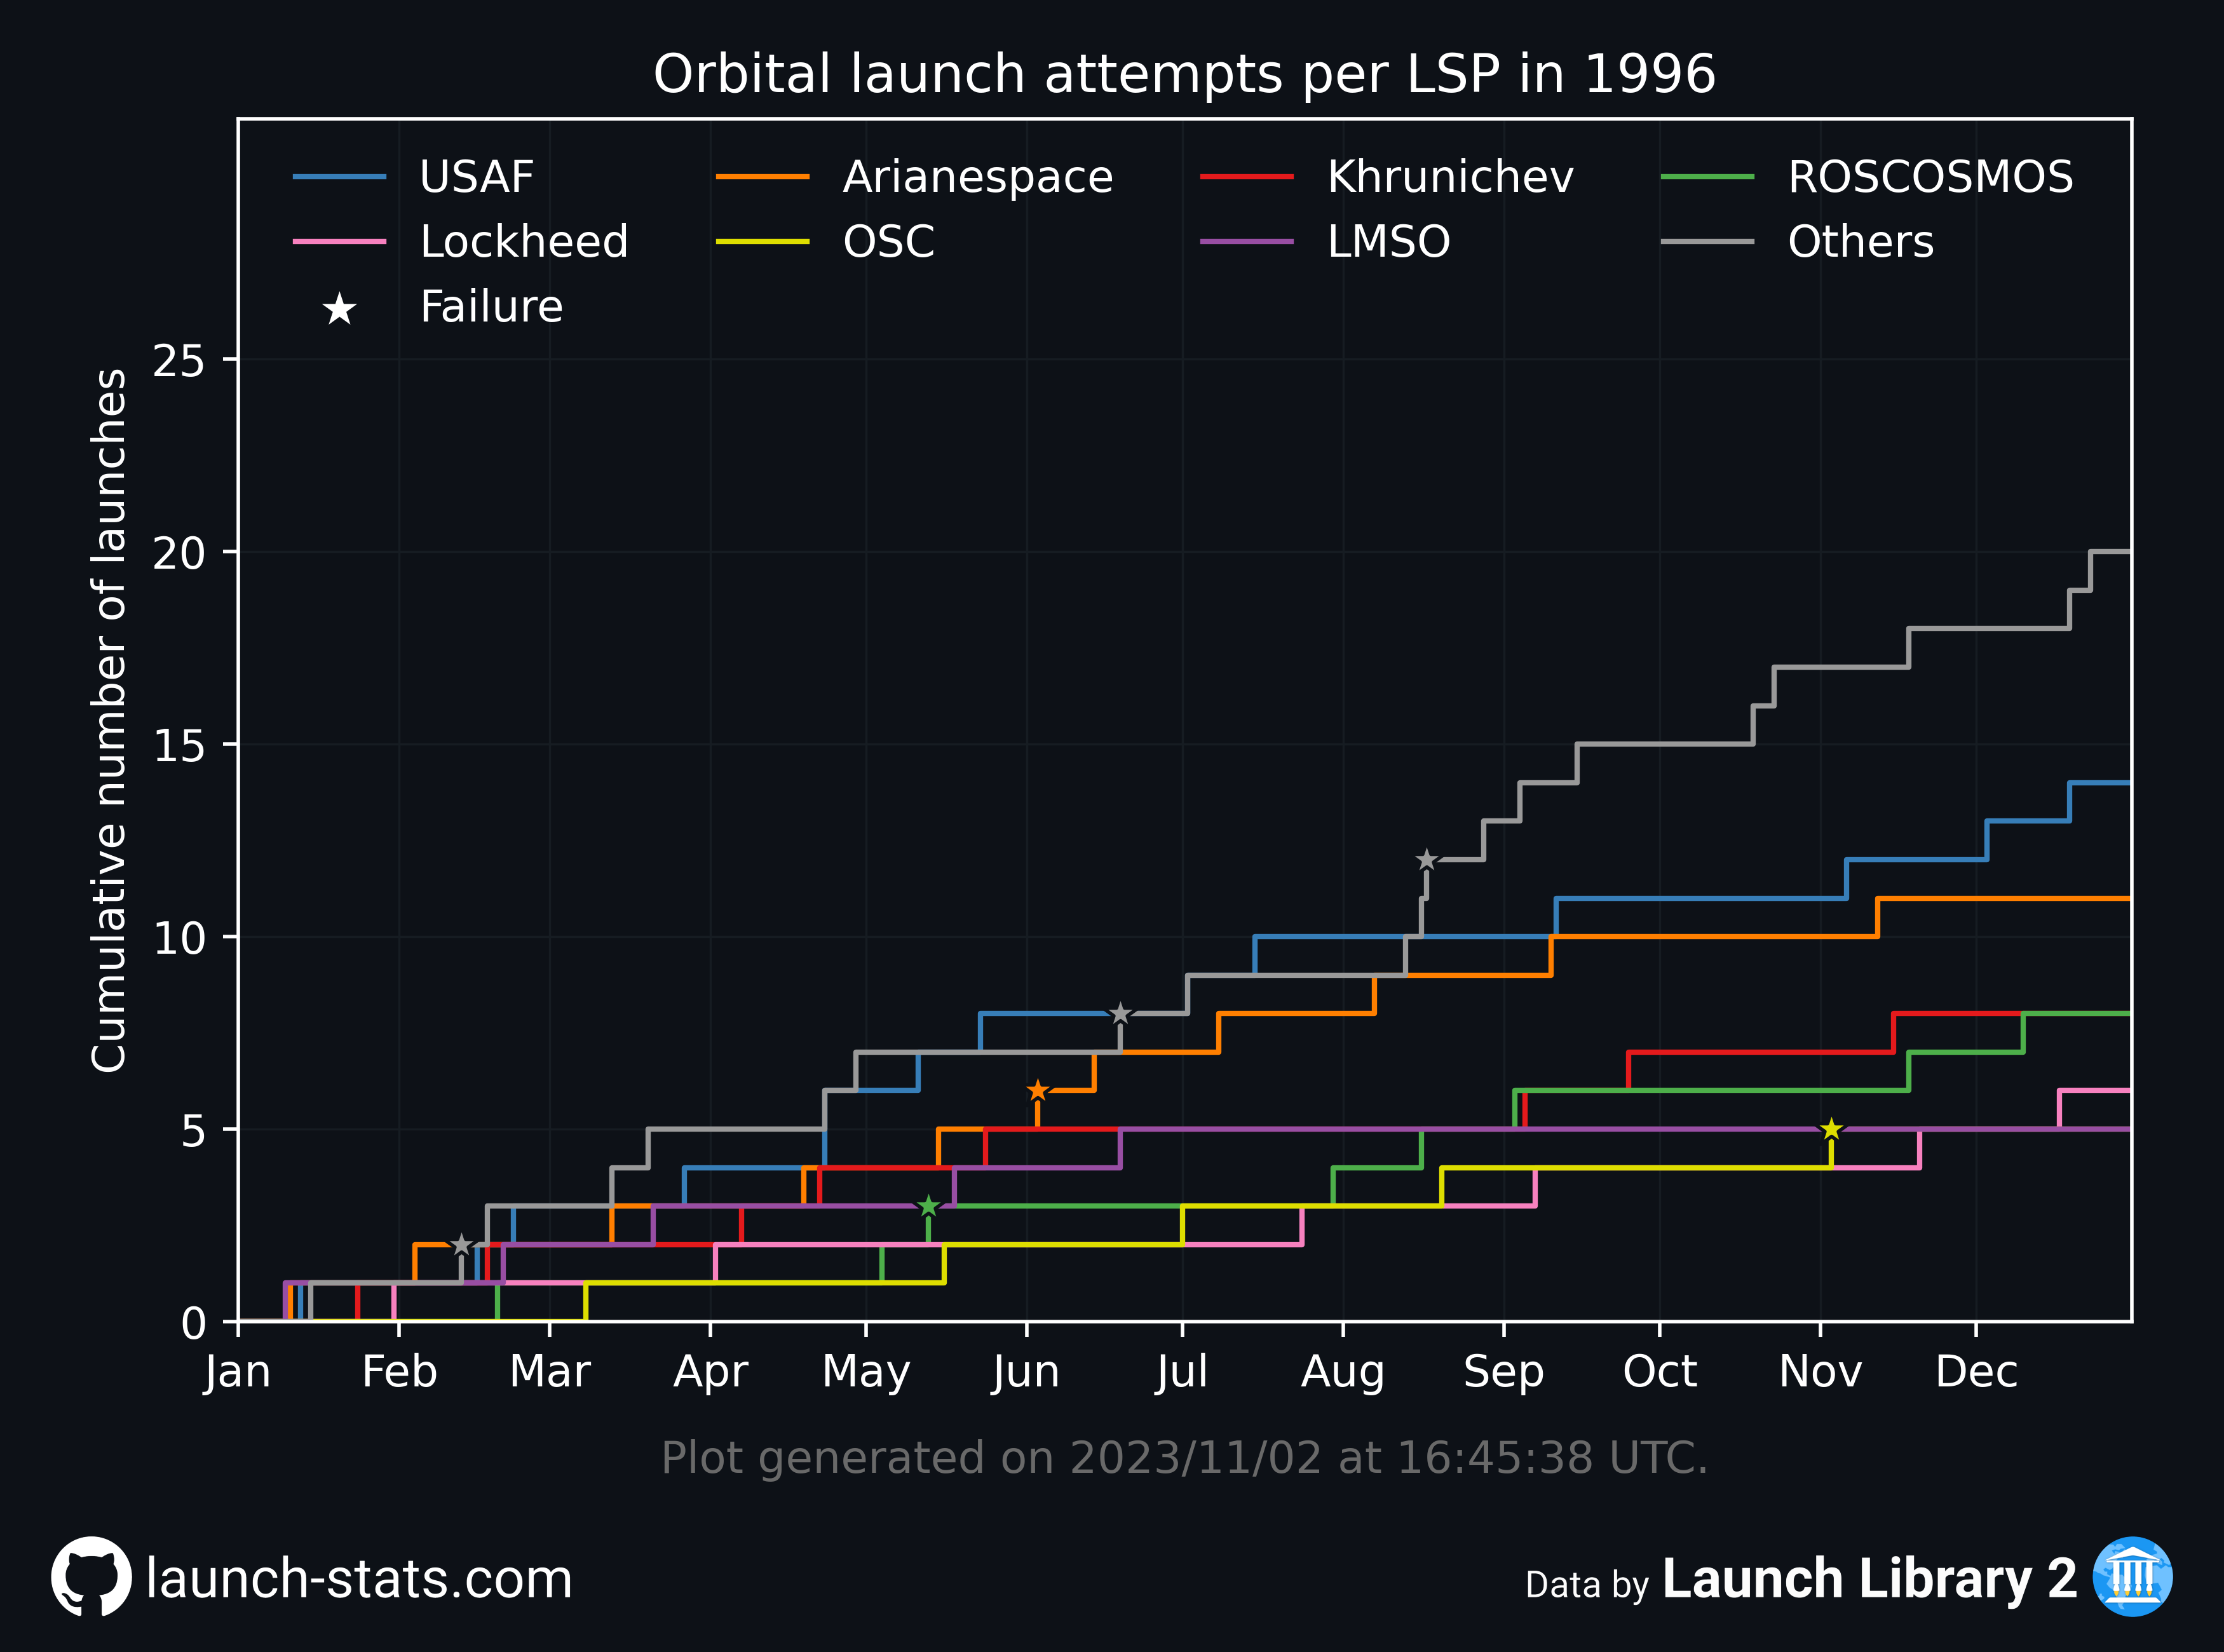 Orbital launch attempts per LSP in 1996
USAF
Arianespace
Khrunichev
ROSCOSMOS
Lockheed
OSC
LMSO
Others
Failure
Cumulative number of launches
25
20
15
10
5
0
Jan
Feb
Mar
Apr
May
Jun
Jul
Aug
Sep
Oct
Nov
Dec
Plot generated on 2023/11/02 at 16:45:38 UTC.
launch-stats.com
Data by Launch Library 2